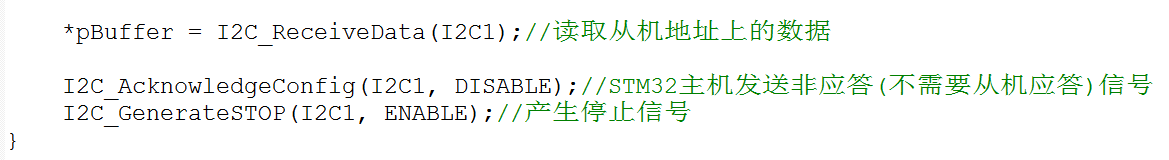 *pBuffer = I2C_ReceiveData(I2C1);//读取从机地址上的数据
I2C_AcknowledgeConfig(I2C1, DISABLE);//STM32主机发送非应答(不需要从机应答)信号
I2C_GenerateSTOP(I2C1, ENABLE);//产生停止信号
}